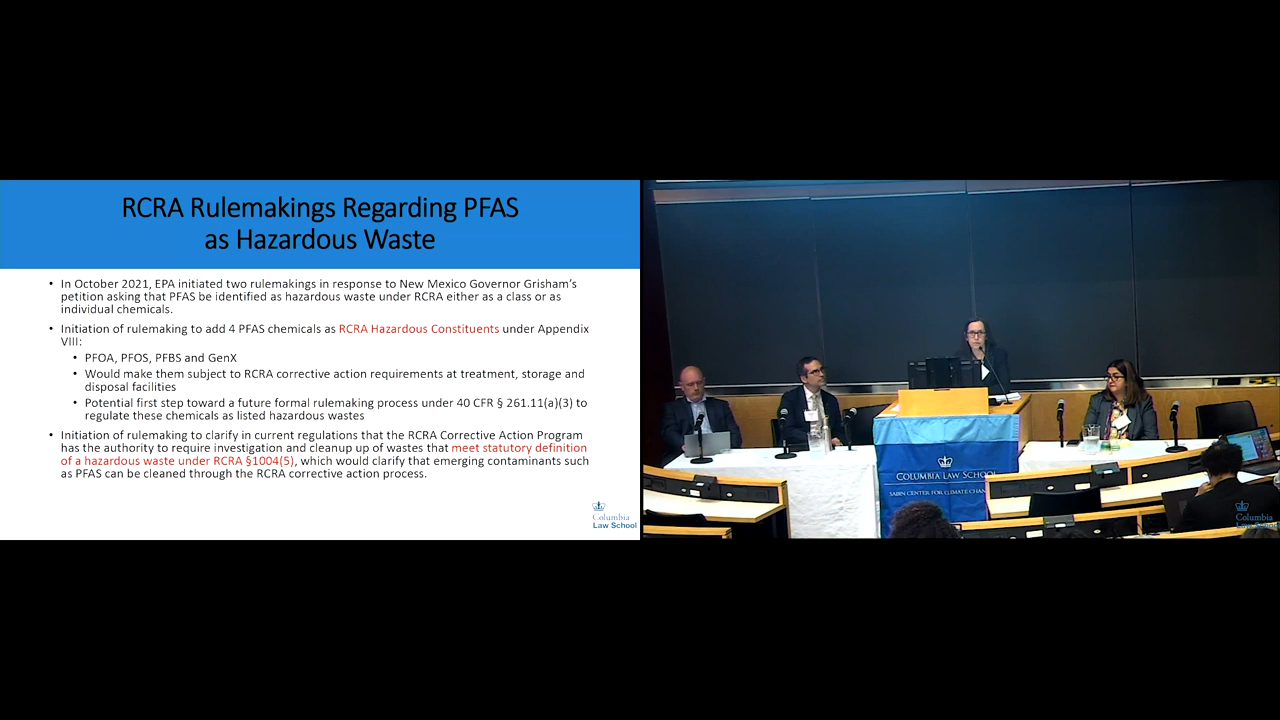 RCRA Rulemakings Regarding PFAS
as Hazardous Waste
• In October 2021, EPA initiated two rulemakings in response to New Mexico Governor Grisham's
petition asking that PFAS be identified as hazardous waste under RCRA either as a class or as
individual chemicals.
• Initiation of rulemaking to add 4 PFAS chemicals as RCRA Hazardous Constituents under Appendix
VIII:
• PFOA, PFOS, PFBS and GenX
• Would make them subject to RCRA corrective action requirements at treatment, storage and
disposal facilities
• Potential first step toward a future formal rulemaking process under 40 CFR § 261.11(a)(3) to
regulate these chemicals as listed hazardous wastes
• Initiation of rulemaking to clarify in current regulations that the RCRA Corrective Action Program
has the authority to require investigation and cleanup of wastes that meet statutory definition
of a hazardous waste under RCRA §1004(5), which would clarify that emerging contaminants such
as PFAS can be cleaned through the RCRA corrective action process.
Columbia
Law School
COLUMBIA LAW SCHOOL
SABIN CENTER FOR CLIMATE CHAN
Columbia
Law School